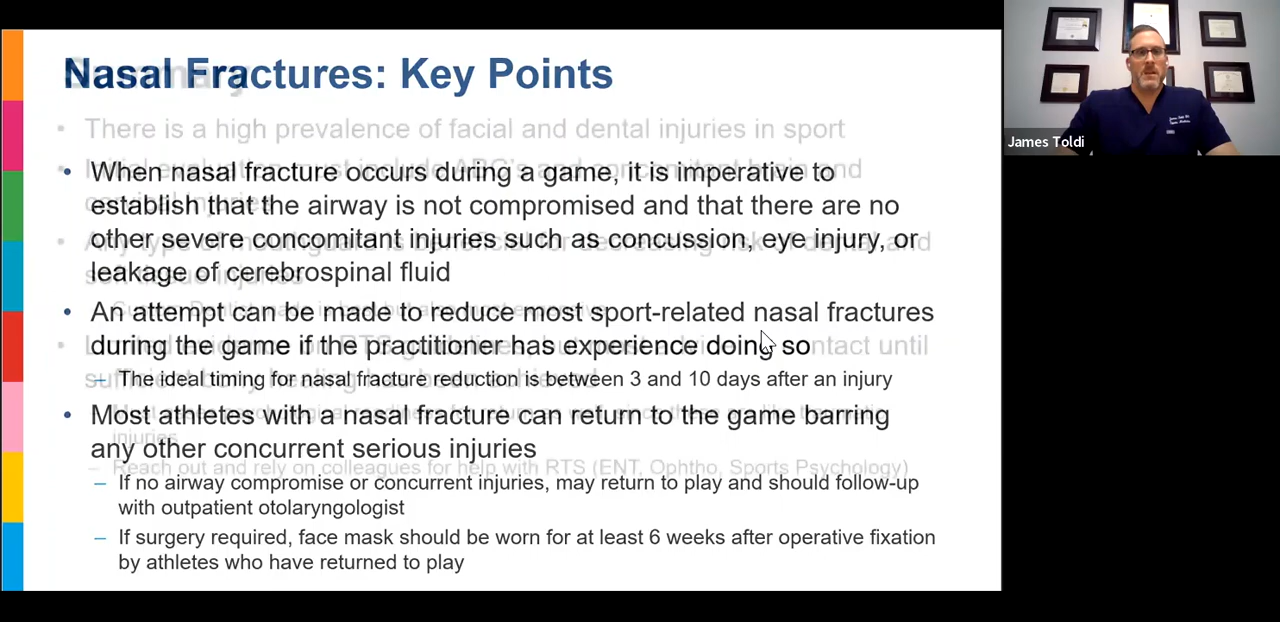 Nasal Fractures: Key Points
Summary
• There is a high prevalence of facial and dental injuries in sport
• When nasal fracture occurs during a game, it is imperative to
establish that the airway is not compromised and that there are no
other severe concomitant injuries such as concussion, eye injury, or
leakage of cerebrospinal fluid
• An attempt can be made to reduce most sport-related nasal fractures
during the game if the practitioner has experience doing so
– The ideal timing for nasal fracture reduction is between 3 and 10 days after an injury
• Most athletes with a nasal fracture can return to the game barring
any other concurrent serious injuries
– Reach out and rely on colleagues for help with RTS (ENT, Ophtho, Sports Psychology)
– If no airway compromise or concurrent injuries, may return to play and should follow-up
with outpatient otolaryngologist
– If surgery required, face mask should be worn for at least 6 weeks after operative fixation
by athletes who have returned to play
James Toldi